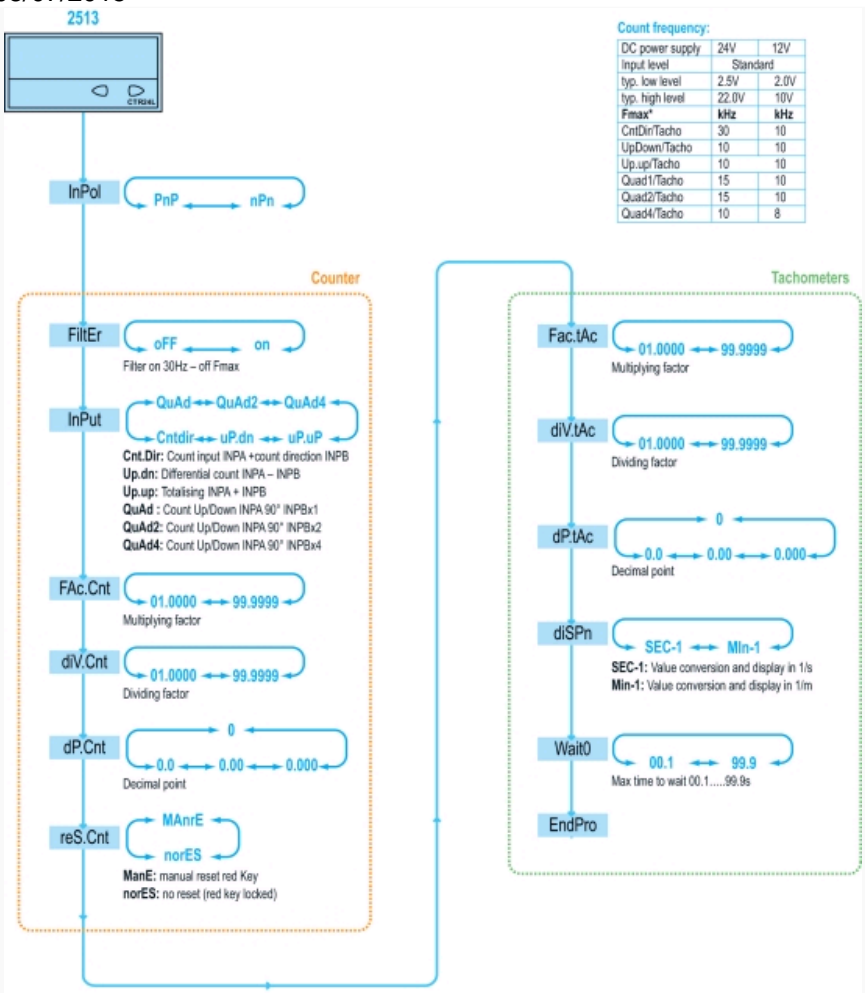 2513
CTR24L
Count frequency:
DC power supply 24V 12V
Input level Standard
typ. low level 2.5V 2.0V
typ. high level 22.0V 10V
Fmax* kHz kHz
CntDir/Tacho 30 10
UpDown/Tacho 10 10
Up.up/Tacho 10 10
Quad1/Tacho 15 10
Quad2/Tacho 15 10
Quad4/Tacho 10 8
InPol PnP nPn
Counter
FiltEr oFF on
Filter on 30Hz – off Fmax
InPut
QuAd QuAd2 QuAd4
Cntdir uP.dn uP.uP
Cnt.Dir: Count input INPA +count direction INPB
Up.dn: Differential count INPA – INPB
Up.up: Totalising INPA + INPB
QuAd : Count Up/Down INPA 90° INPBx1
QuAd2: Count Up/Down INPA 90° INPBx2
QuAd4: Count Up/Down INPA 90° INPBx4
FAc.Cnt
01.0000 99.9999
Multiplying factor
diV.Cnt
01.0000 99.9999
Dividing factor
dP.Cnt
0
0.0 0.00 0.000
Decimal point
reS.Cnt
MAnrE
norES
ManE: manual reset red Key
norES: no reset (red key locked)
Tachometers
Fac.tAc
01.0000 99.9999
Multiplying factor
diV.tAc
01.0000 99.9999
Dividing factor
dP.tAc
0
0.0 0.00 0.000
Decimal point
diSPn
SEC-1 MIn-1
SEC-1: Value conversion and display in 1/s
Min-1: Value conversion and display in 1/m
Wait0
00.1 99.9
Max time to wait 00.1.....99.9s
EndPro